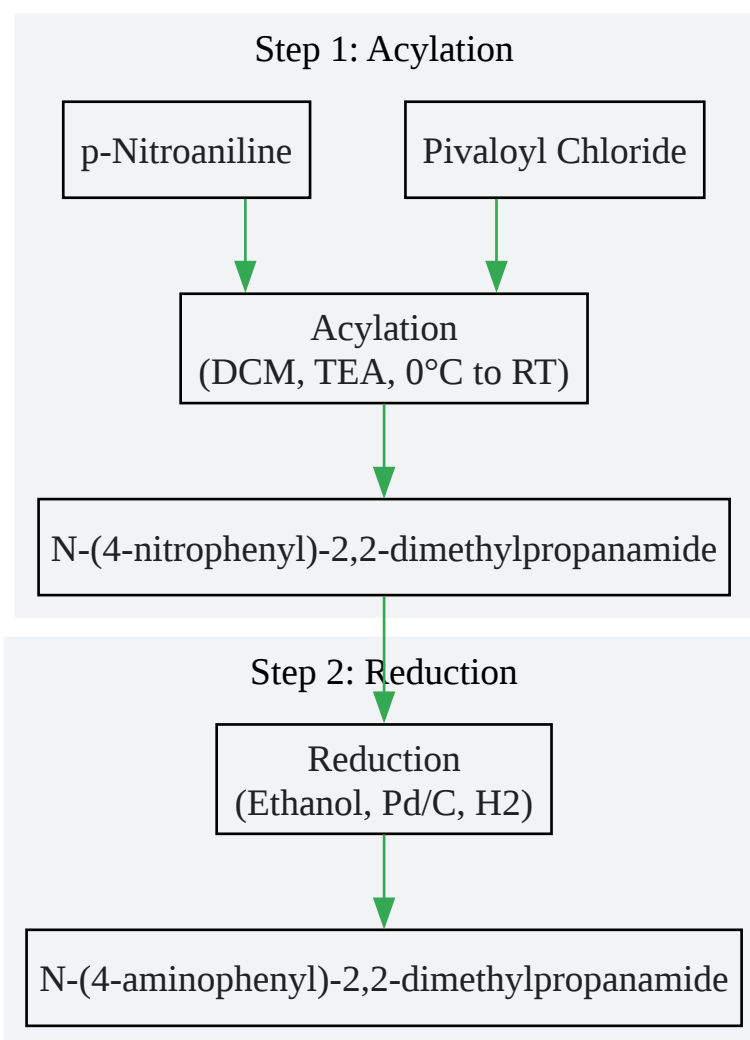 Step 1: Acylation
p-Nitroaniline
Pivaloyl Chloride
Acylation
(DCM, TEA, 0°C to RT)
N-(4-nitrophenyl)-2,2-dimethylpropanamide
Step 2: Reduction
Reduction
(Ethanol, Pd/C, H2)
N-(4-aminophenyl)-2,2-dimethylpropanamide